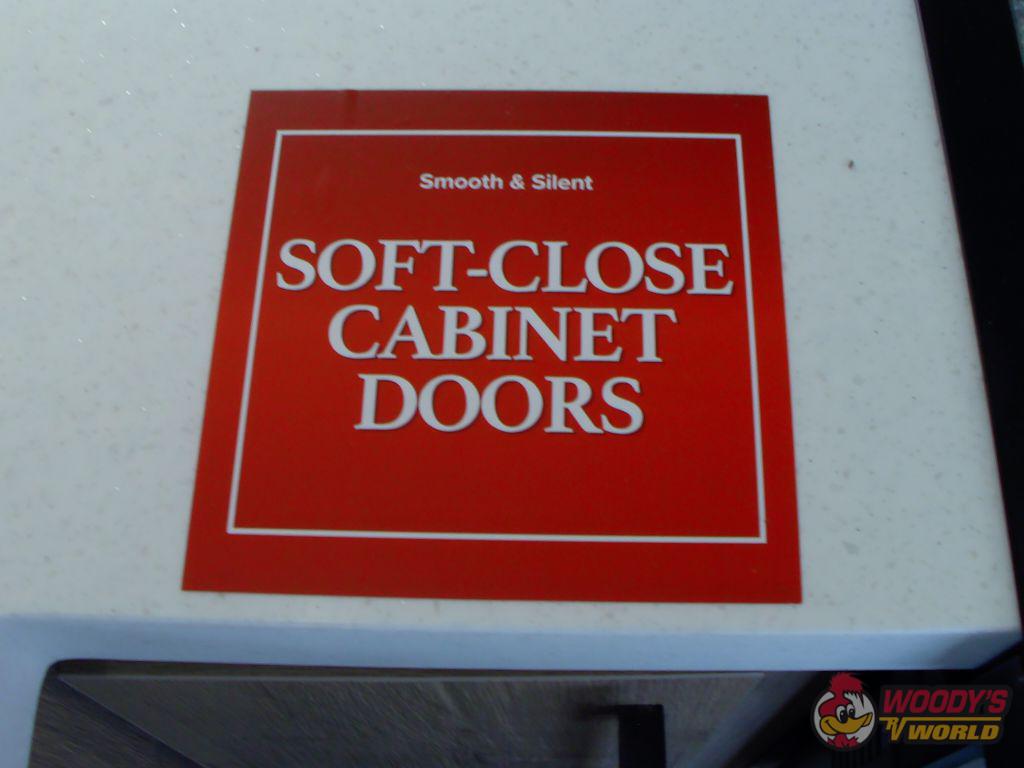 Smooth & Silent
SOFT-CLOSE
CABINET
DOORS
WOODY'S
RV WORLD